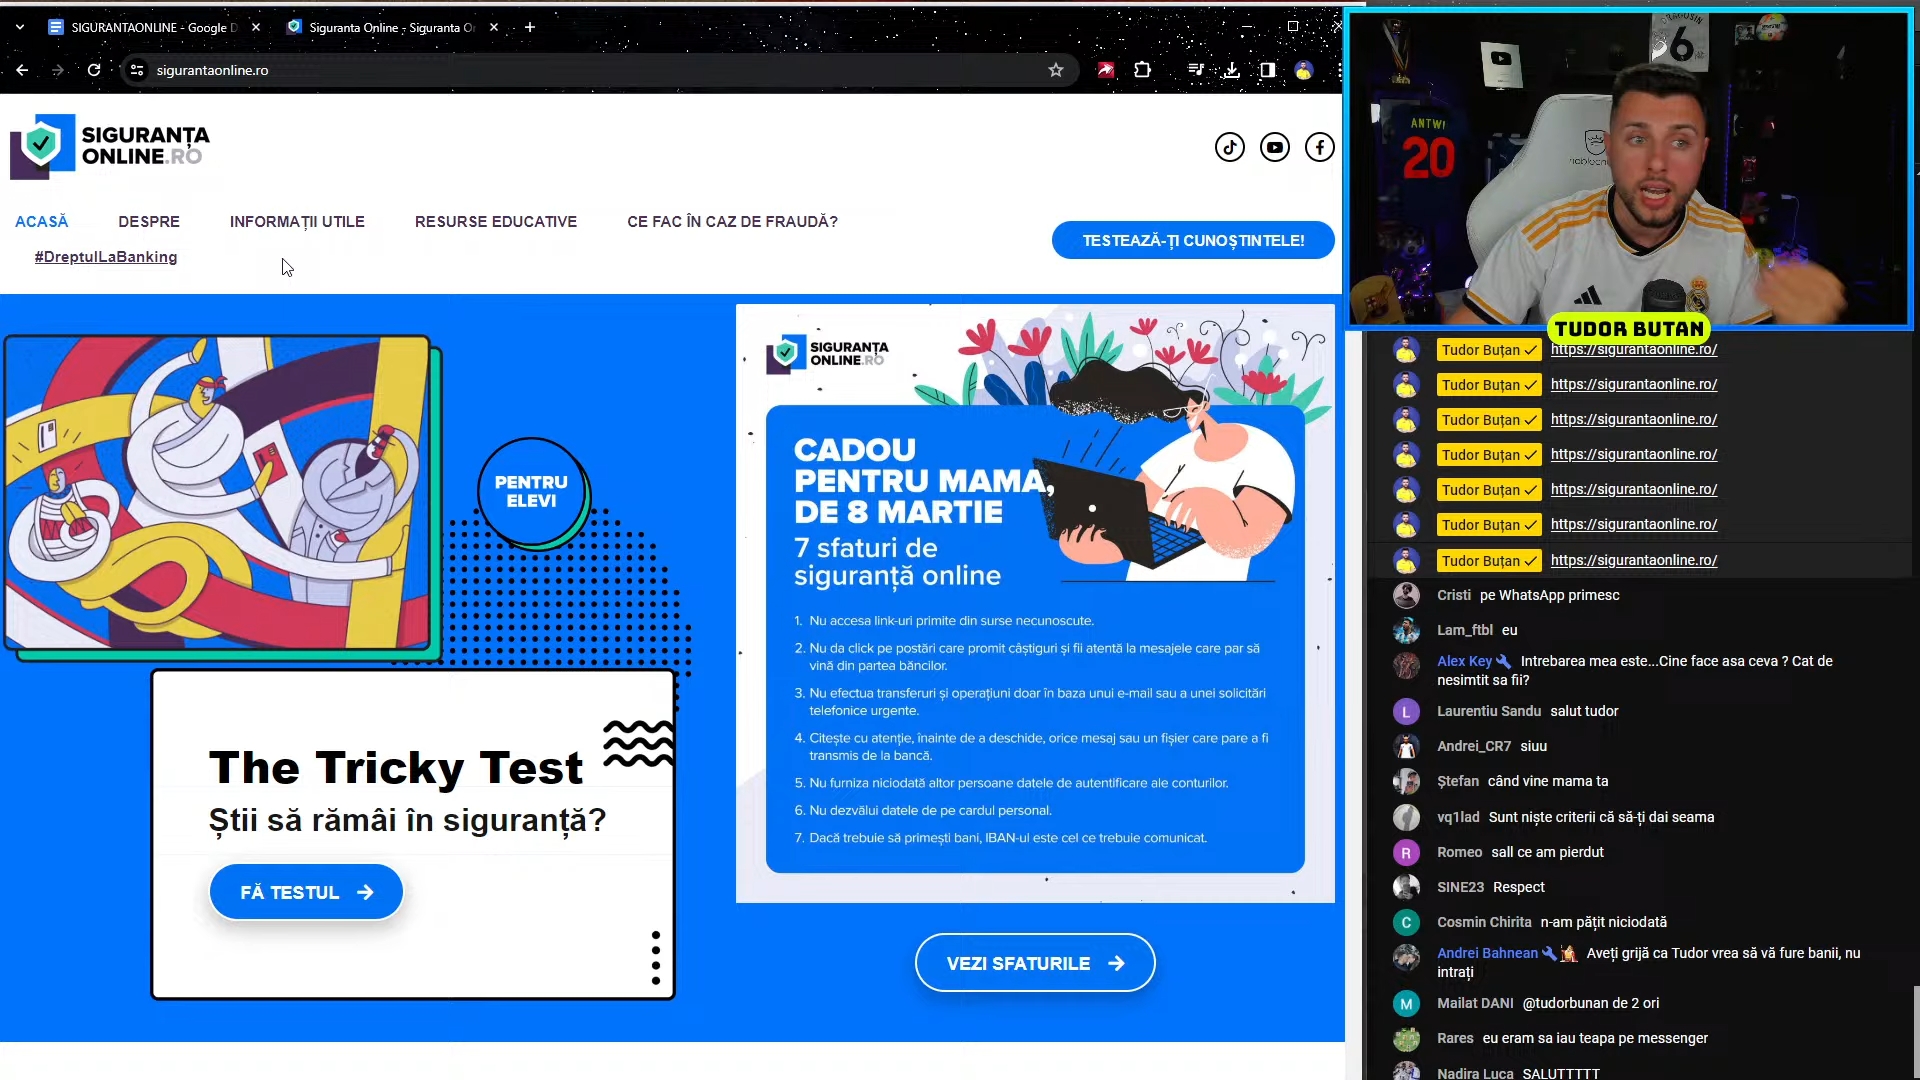 SIGURANTAONLINE - Google D
Siguranta Online - Siguranta O
sigurantaonline.ro
SIGURANȚA
ONLINE.RO
ACASĂ
DESPRE
INFORMAȚII UTILE
RESURSE EDUCATIVE
CE FAC ÎN CAZ DE FRAUDĂ?
#DreptulLaBanking
TESTEAZĂ-ȚI CUNOȘTINTELE!
PENTRU
ELEVI
The Tricky Test
Știi să rămâi în siguranță?
FĂ TESTUL
SIGURANȚA
ONLINE.RO
CADOU
PENTRU MAMA,
DE 8 MARTIE
7 sfaturi de
siguranță online
1. Nu accesa link-uri primite din surse necunoscute.
2. Nu da click pe postări care promit câștiguri și fii atentă la mesajele care par să
vină din partea băncilor.
3. Nu efectua transferuri și operațiuni doar în baza unui e-mail sau a unei solicitări
telefonice urgente.
4. Citește cu atenție, înainte de a deschide, orice mesaj sau un fișier care pare a fi
transmis de la bancă.
5. Nu furniza niciodată altor persoane datele de autentificare ale conturilor.
6. Nu dezvălui datele de pe cardul personal.
7. Dacă trebuie să primești bani, IBAN-ul este cel ce trebuie comunicat.
VEZI SFATURILE
DRAGUSIN
6
ANTWI
20
TUDOR BUTAN
Tudor Buțan https://sigurantaonline.ro/
Tudor Buțan https://sigurantaonline.ro/
Tudor Buțan https://sigurantaonline.ro/
Tudor Buțan https://sigurantaonline.ro/
Tudor Buțan https://sigurantaonline.ro/
Tudor Buțan https://sigurantaonline.ro/
Tudor Buțan https://sigurantaonline.ro/
Cristi pe WhatsApp primesc
Lam_ftbl eu
Alex Key Intrebarea mea este...Cine face asa ceva ? Cat de
nesimtit sa fii?
L Laurentiu Sandu salut tudor
Andrei_CR7 siuu
Ștefan când vine mama ta
vq1lad Sunt niște criterii că să-ți dai seama
R Romeo sall ce am pierdut
SINE23 Respect
C Cosmin Chirita n-am pățit niciodată
Andrei Bahnean Aveți grijă ca Tudor vrea să vă fure banii, nu
intrați
M Mailat DANI @tudorbunan de 2 ori
Rares eu eram sa iau teapa pe messenger
Nadira Luca SALUTTTTT